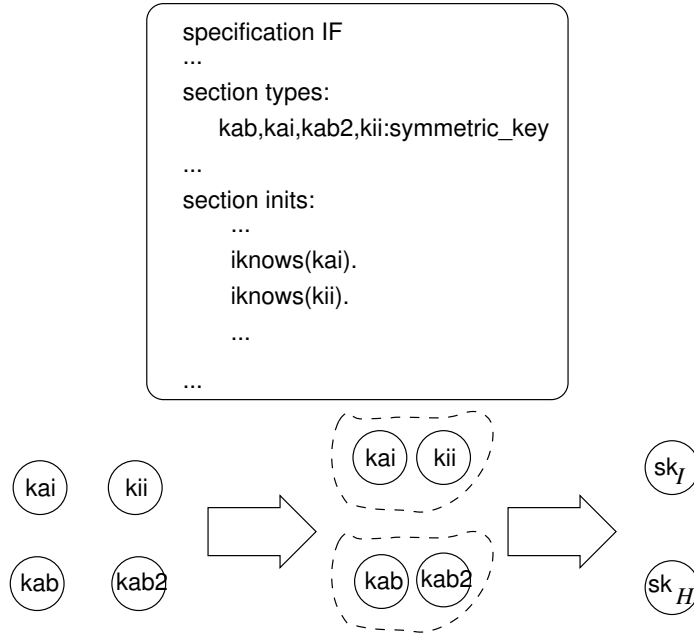 specification IF
...
section types:
kab,kai,kab2,kii:symmetric_key
...
section inits:
...
iknows(kai).
iknows(kii).
...
...
kai kii
kab kab2
kai kii
kab kab2
sk_I
sk_H